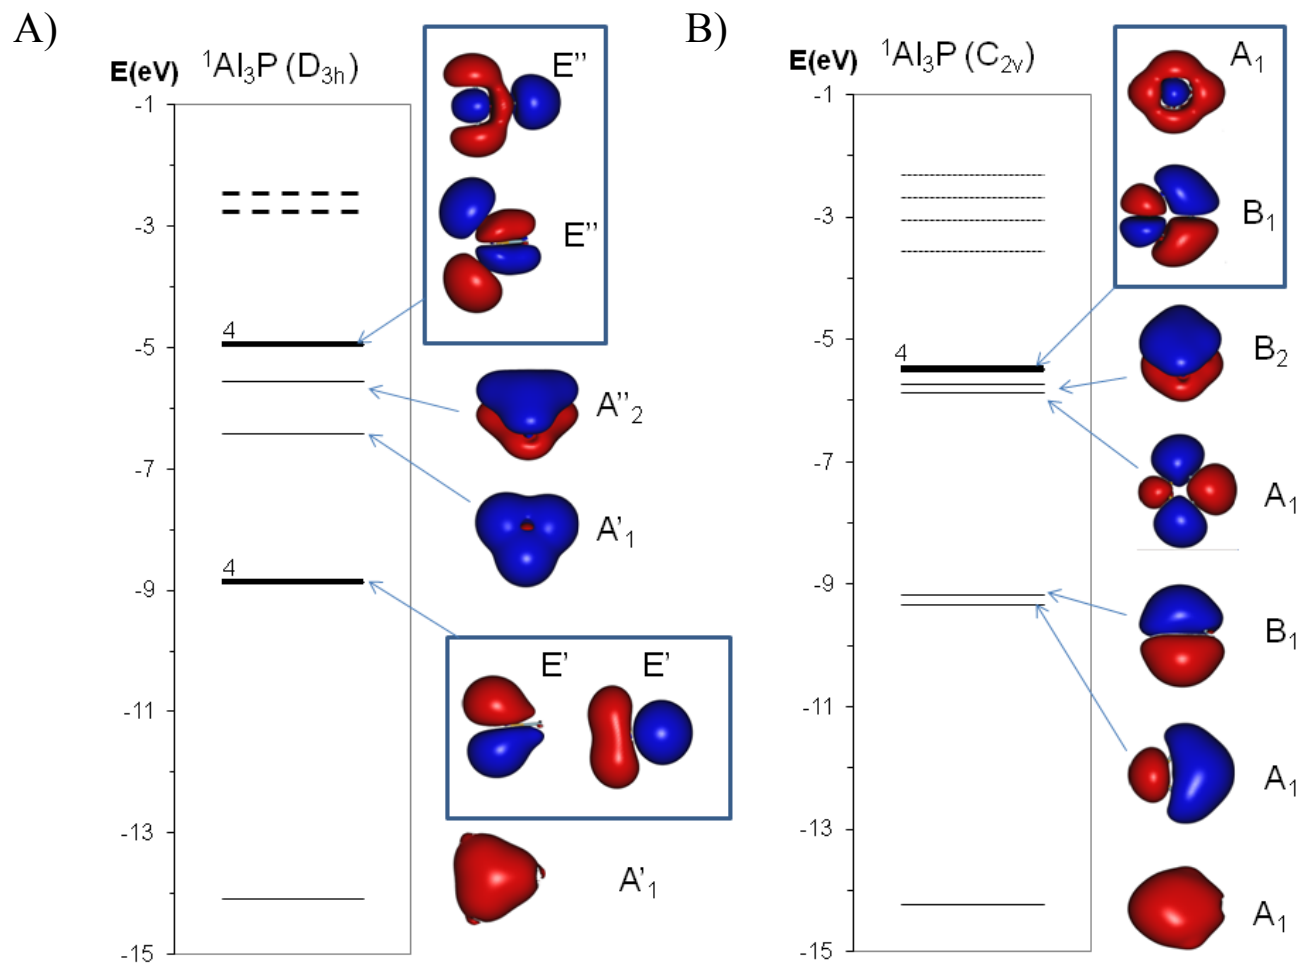 A)
E(eV)
¹Al₃P (D₃ₕ)
-1
-3
-5
-7
-9
-11
-13
-15
4
4
E''
E''
A''₂
A'₁
E' E'
A'₁
B)
E(eV)
¹Al₃P (C₂ᵥ)
-1
-3
-5
-7
-9
-11
-13
-15
4
A₁
B₁
B₂
A₁
B₁
A₁
A₁